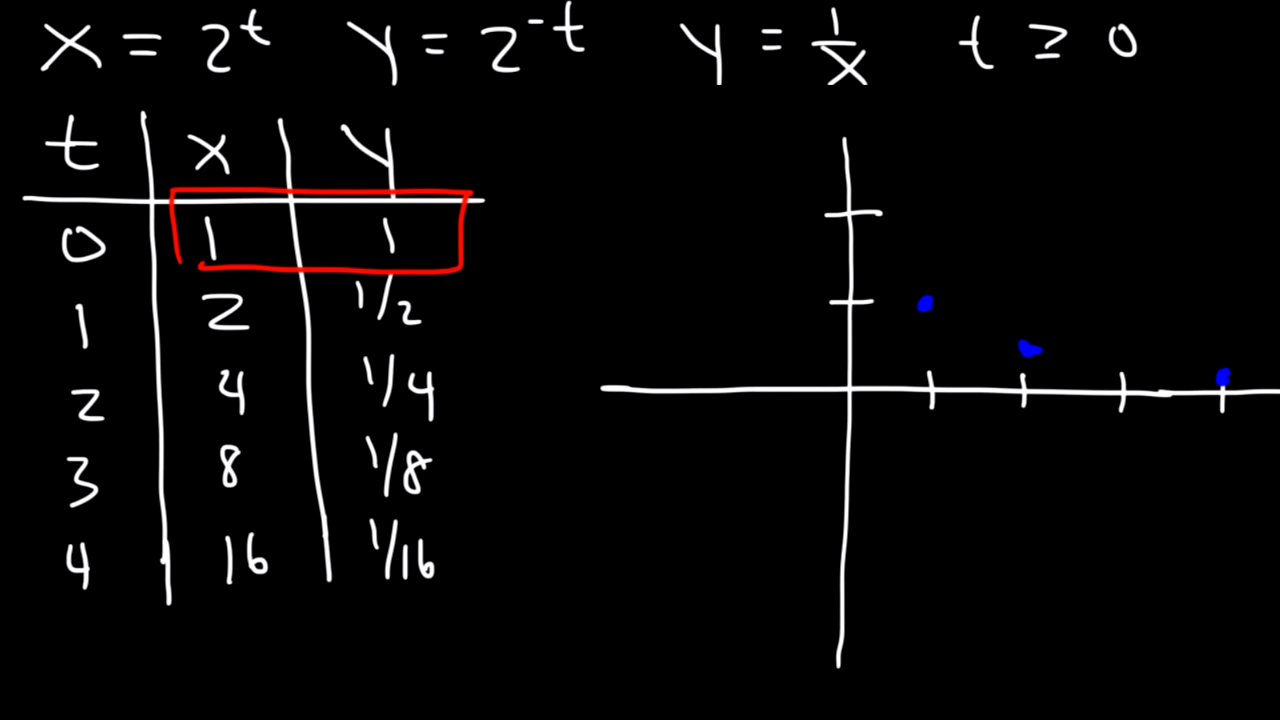 x = 2^t y = 2^-t y = 1/x t ≥ 0
t x y
0 1 1
1 2 1/2
2 4 1/4
3 8 1/8
4 16 1/16